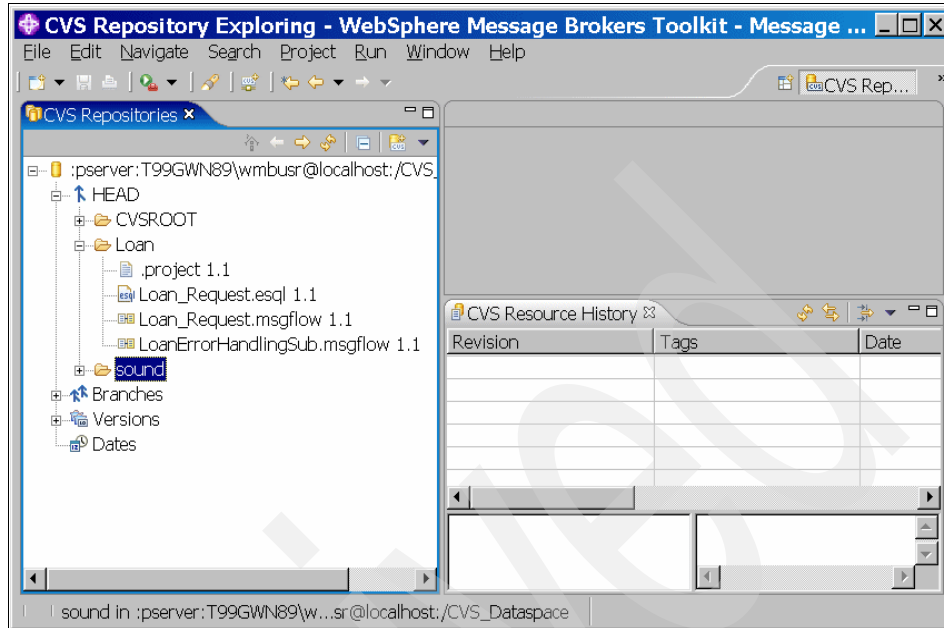 CVS Repository Exploring - WebSphere Message Brokers Toolkit - Message ...
File Edit Navigate Search Project Run Window Help
CVS Rep...
CVS Repositories
:pserver:T99GWN89\wmbusr@localhost:/CVS_
HEAD
CVSROOT
Loan
.project 1.1
Loan_Request.esql 1.1
Loan_Request.msgflow 1.1
LoanErrorHandlingSub.msgflow 1.1
sound
Branches
Versions
Dates
CVS Resource History
Revision Tags Date
sound in :pserver:T99GWN89\w...sr@localhost:/CVS_Dataspace